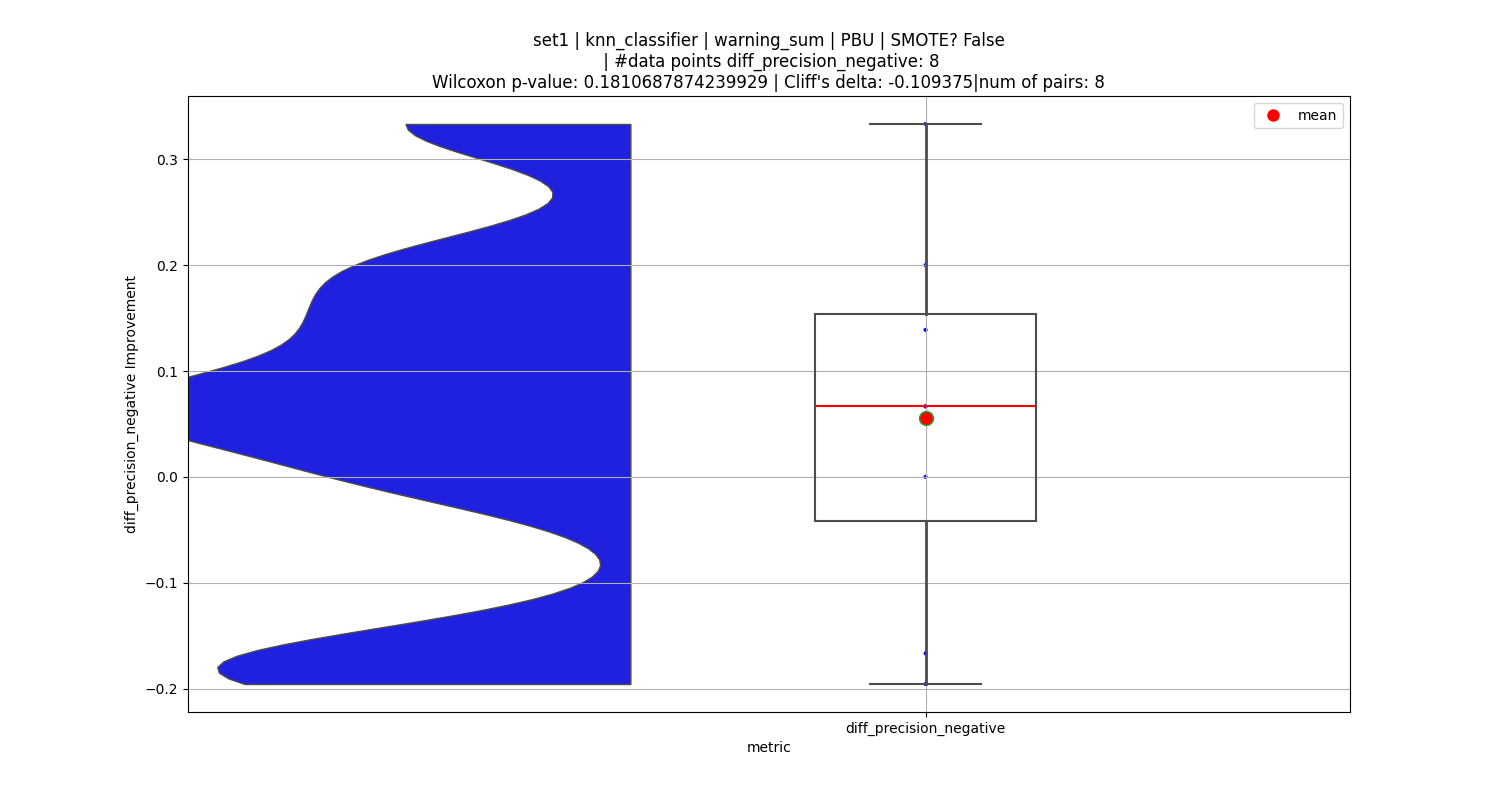 set1 | knn_classifier | warning_sum | PBU | SMOTE? False
| #data points diff_precision_negative: 8
Wilcoxon p-value: 0.1810687874239929 | Cliff's delta: -0.109375|num of pairs: 8
mean
0.3
0.2
0.1
0.0
−0.1
−0.2
diff_precision_negative Improvement
diff_precision_negative
metric